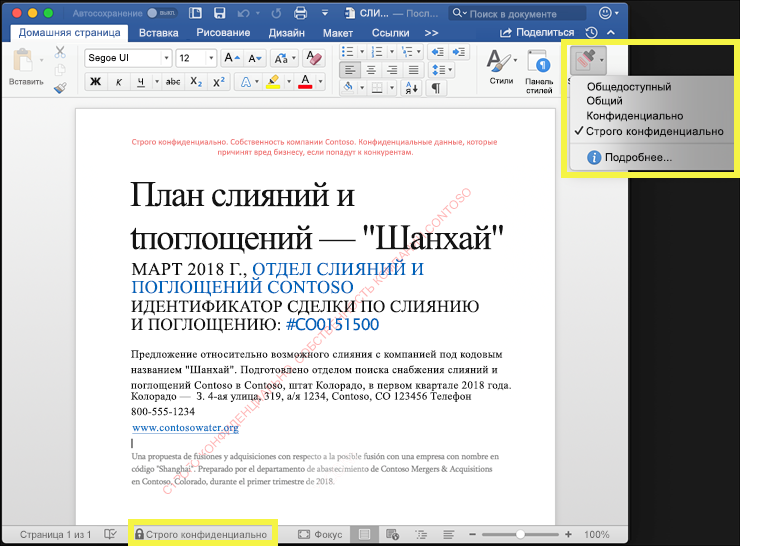 Автосохранение ВЫКЛ СЛИ... — Посл... Поиск в документе
Домашняя страница Вставка Рисование Дизайн Макет Ссылки >> Поделиться
Вставить
Segoe UI 12
Ж К Ч abc X2 X2 A A
Стили
Панель
стилей
Общедоступный
Общий
Конфиденциально
Строго конфиденциально
Подробнее...
Строго конфиденциально. Собственность компании Contoso. Конфиденциальные данные, которые
причинят вред бизнесу, если попадут к конкурентам.
План слияний и
tпоглощений — "Шанхай"
МАРТ 2018 Г., ОТДЕЛ СЛИЯНИЙ И
ПОГЛОЩЕНИЙ CONTOSO
ИДЕНТИФИКАТОР СДЕЛКИ ПО СЛИЯНИЮ
И ПОГЛОЩЕНИЮ: #CO0151500
Предложение относительно возможного слияния с компанией под кодовым
названием "Шанхай". Подготовлено отделом поиска снабжения слияний и
поглощений Contoso в Contoso, штат Колорадо, в первом квартале 2018 года.
Колорадо — З. 4-ая улица, 319, а/я 1234, Contoso, CO 123456 Телефон
800-555-1234
www.contosowater.org
Una propuesta de fusiones y adquisiciones con respecto a la posible fusión con una empresa con nombre en
código "Shanghai". Preparado por el departamento de abastecimiento de Contoso Mergers & Acquisitions
en Contoso, Colorado, durante el primer trimestre de 2018.
СТРОГО КОНФИДЕНЦИАЛЬНО. СОБСТВЕННОСТЬ КОМПАНИИ CONTOSO
Страница 1 из 1 Строго конфиденциально Фокус 100%